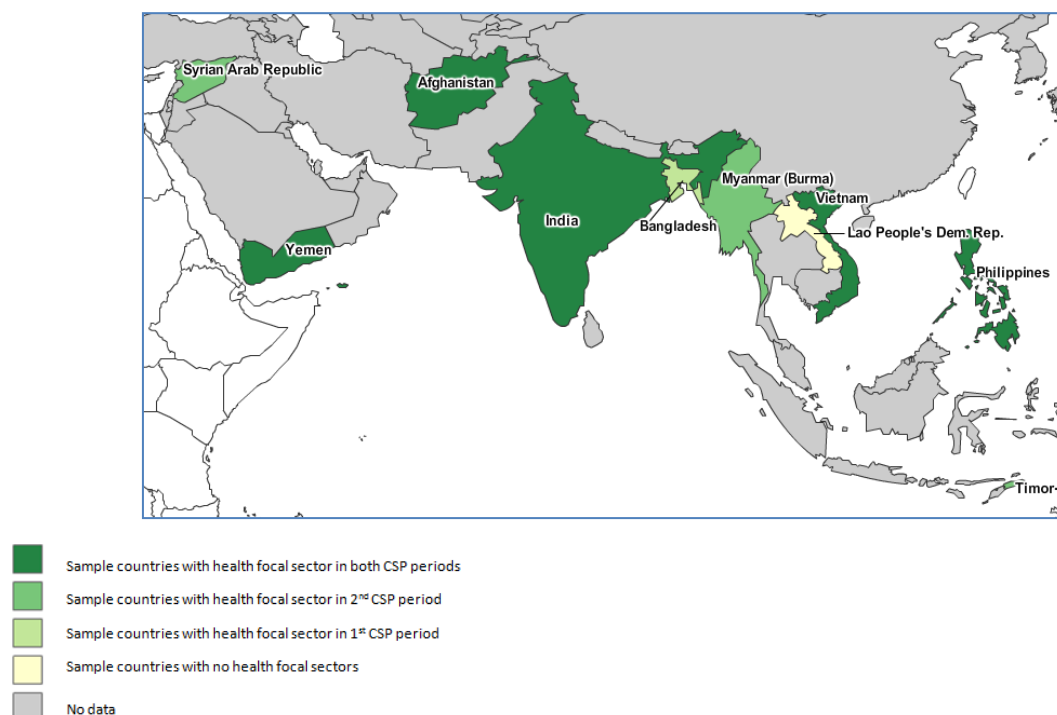 Syrian Arab Republic
Afghanistan
Myanmar (Burma)
Vietnam
India
Bangladesh
Lao People's Dem. Rep.
Yemen
Philippines
Timor-
Sample countries with health focal sector in both CSP periods
Sample countries with health focal sector in 2nd CSP period
Sample countries with health focal sector in 1st CSP period
Sample countries with no health focal sectors
No data